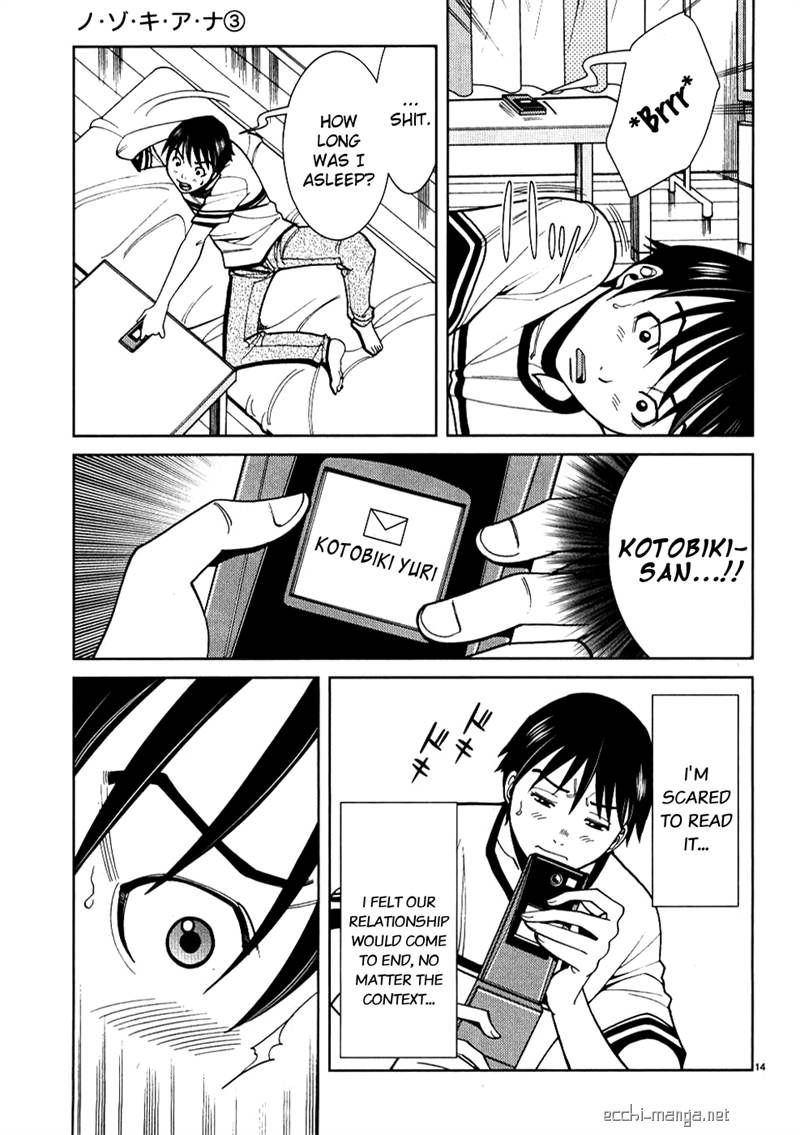 ノ・ゾ・キ・ア・ナ③
*Brrr*
...
SHIT.
HOW
LONG
WAS I
ASLEEP?
KOTOBIKI-
SAN...!!
KOTOBIKI YURI
I'M
SCARED
TO READ
IT...
ドキ
ドキ
I FELT OUR
RELATIONSHIP
WOULD COME
TO END, NO
MATTER THE
CONTEXT...
14
ecchi-manga.net